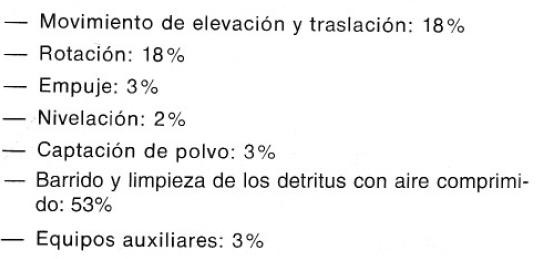 — Movimiento de elevación y traslación: 18%
— Rotación: 18%
— Empuje: 3%
— Nivelación: 2%
— Captación de polvo: 3%
— Barrido y limpieza de los detritus con aire comprimi-
do: 53%
— Equipos auxiliares: 3%